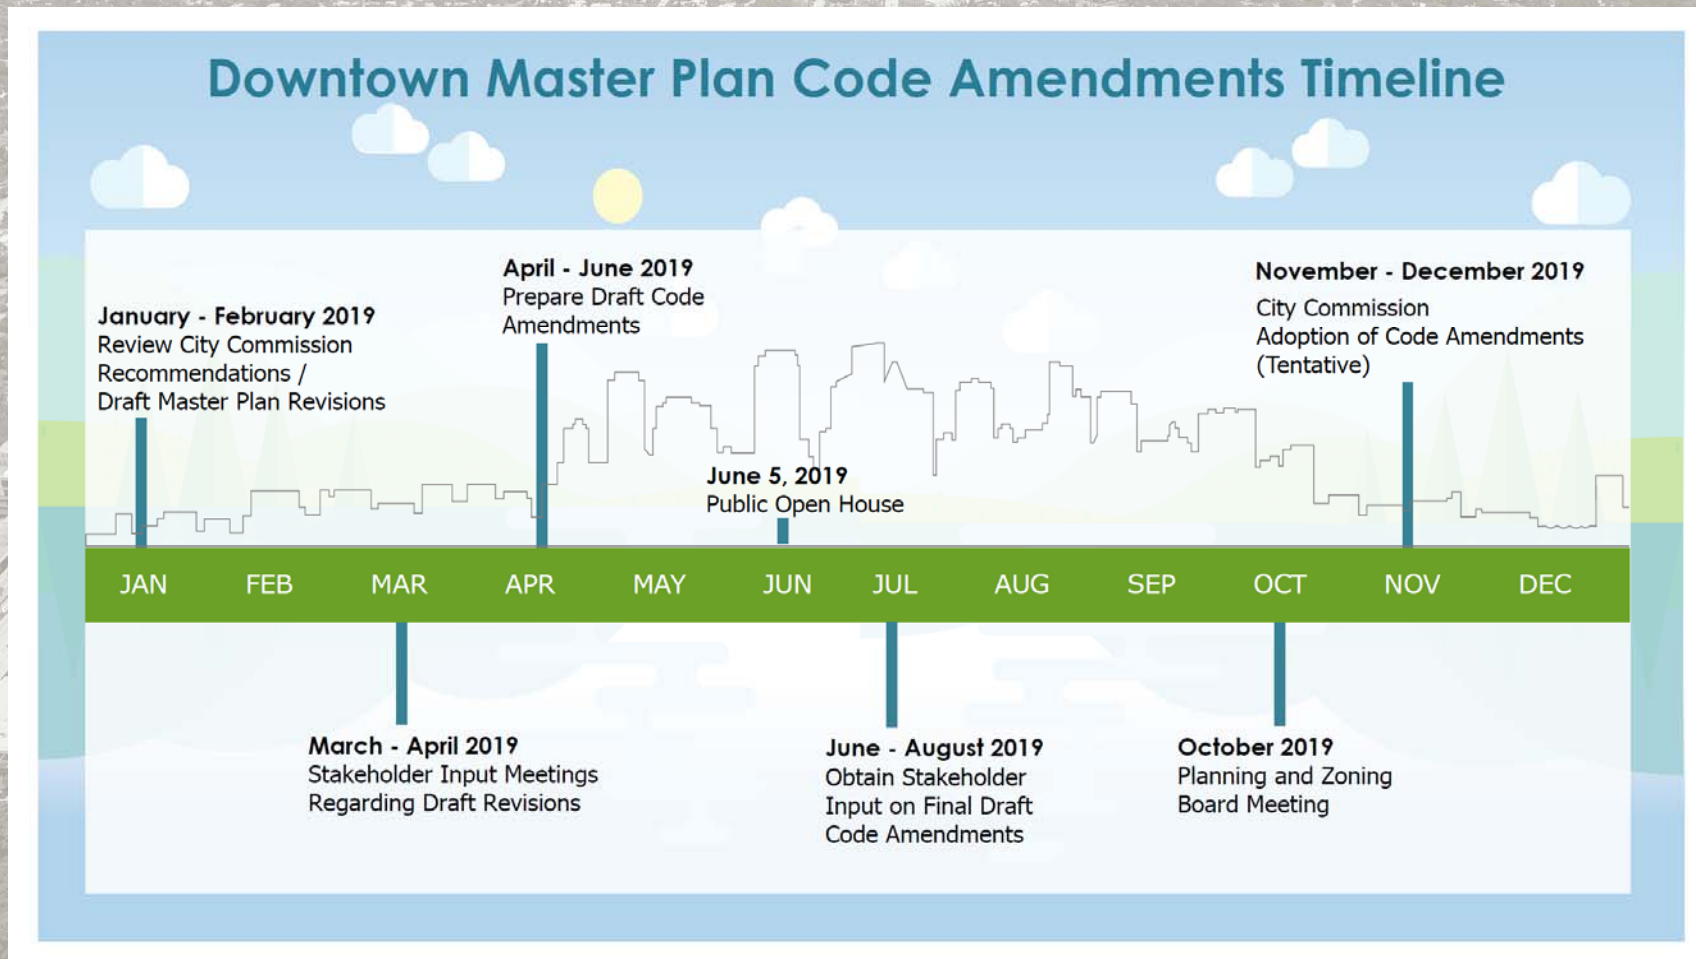 Downtown Master Plan Code Amendments Timeline
January - February 2019
Review City Commission
Recommendations /
Draft Master Plan Revisions
April - June 2019
Prepare Draft Code
Amendments
June 5, 2019
Public Open House
November - December 2019
City Commission
Adoption of Code Amendments
(Tentative)
JAN FEB MAR APR MAY JUN JUL AUG SEP OCT NOV DEC
March - April 2019
Stakeholder Input Meetings
Regarding Draft Revisions
June - August 2019
Obtain Stakeholder
Input on Final Draft
Code Amendments
October 2019
Planning and Zoning
Board Meeting